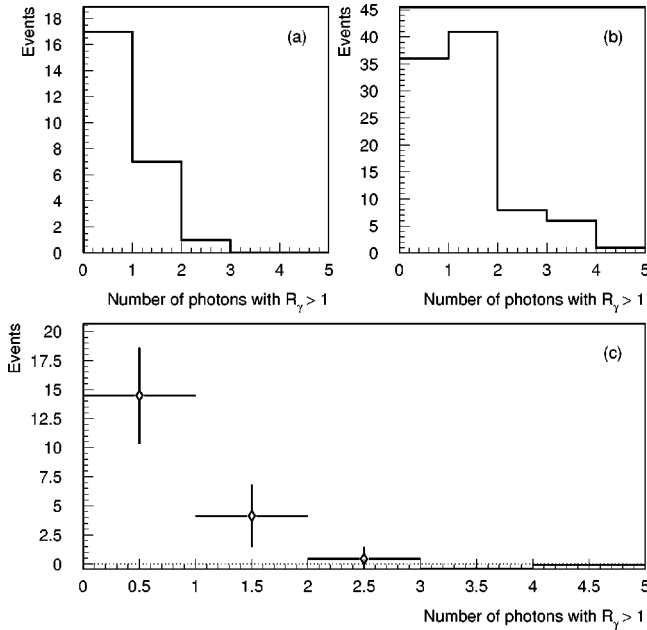 Events
(a)
18
16
14
12
10
8
6
4
2
0
0 1 2 3 4 5
Number of photons with Rγ > 1
Events
(b)
45
40
35
30
25
20
15
10
5
0
0 1 2 3 4 5
Number of photons with Rγ > 1
Events
(c)
20
17.5
15
12.5
10
7.5
5
2.5
0
0 0.5 1 1.5 2 2.5 3 3.5 4 4.5 5
Number of photons with Rγ > 1